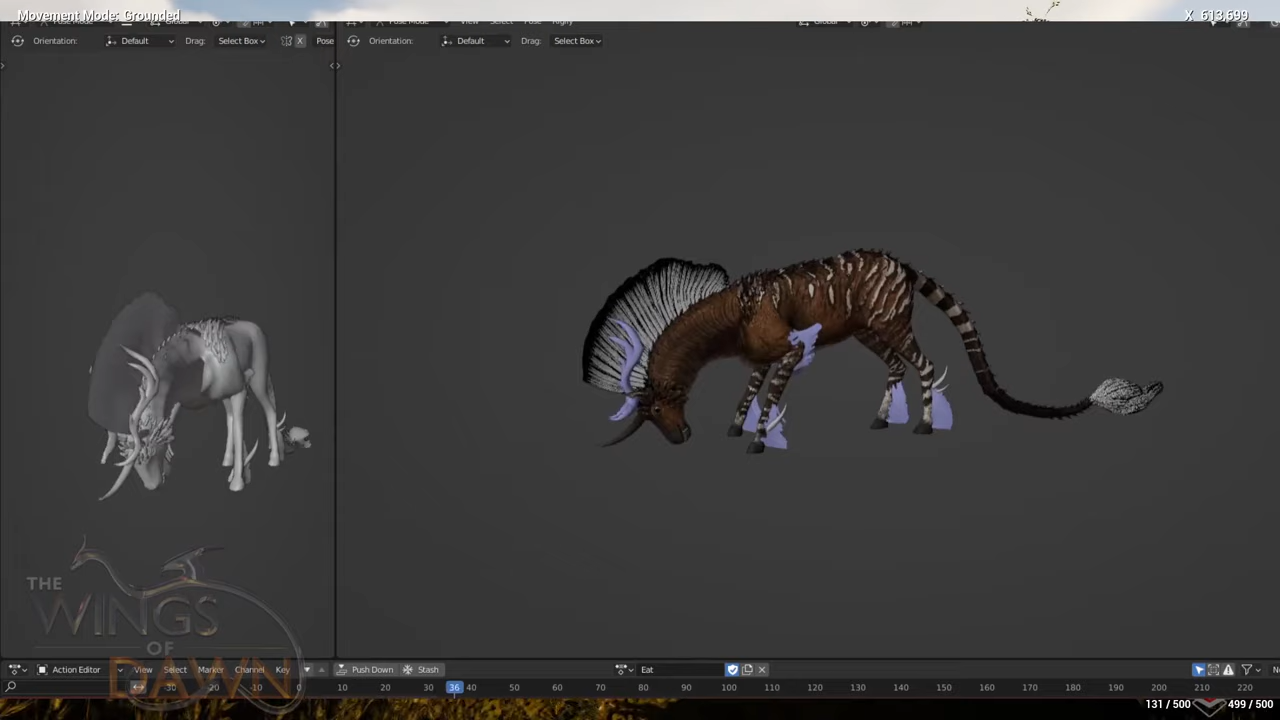 Movement Mode: Grounded
X 613,699
Orientation: Default Drag: Select Box X Pose
Orientation: Default Drag: Select Box
THE
WINGS
OF
DAWN
Action Editor View Select Marker Channel Key Push Down Stash Eat
30 20 -10 0 10 20 30 36 40 50 60 70 80 90 100 110 120 130 140 150 160 170 180 190 200 210 220
131 / 500 499 / 500